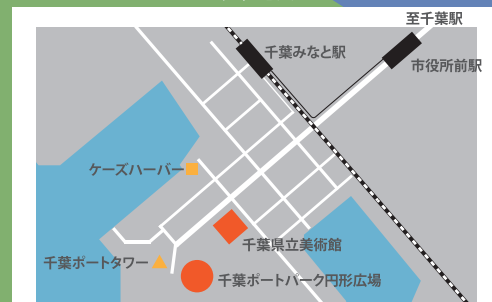 至千葉駅
千葉みなと駅
市役所前駅
ケーズハーバー
千葉県立美術館
千葉ポートタワー
千葉ポートパーク円形広場